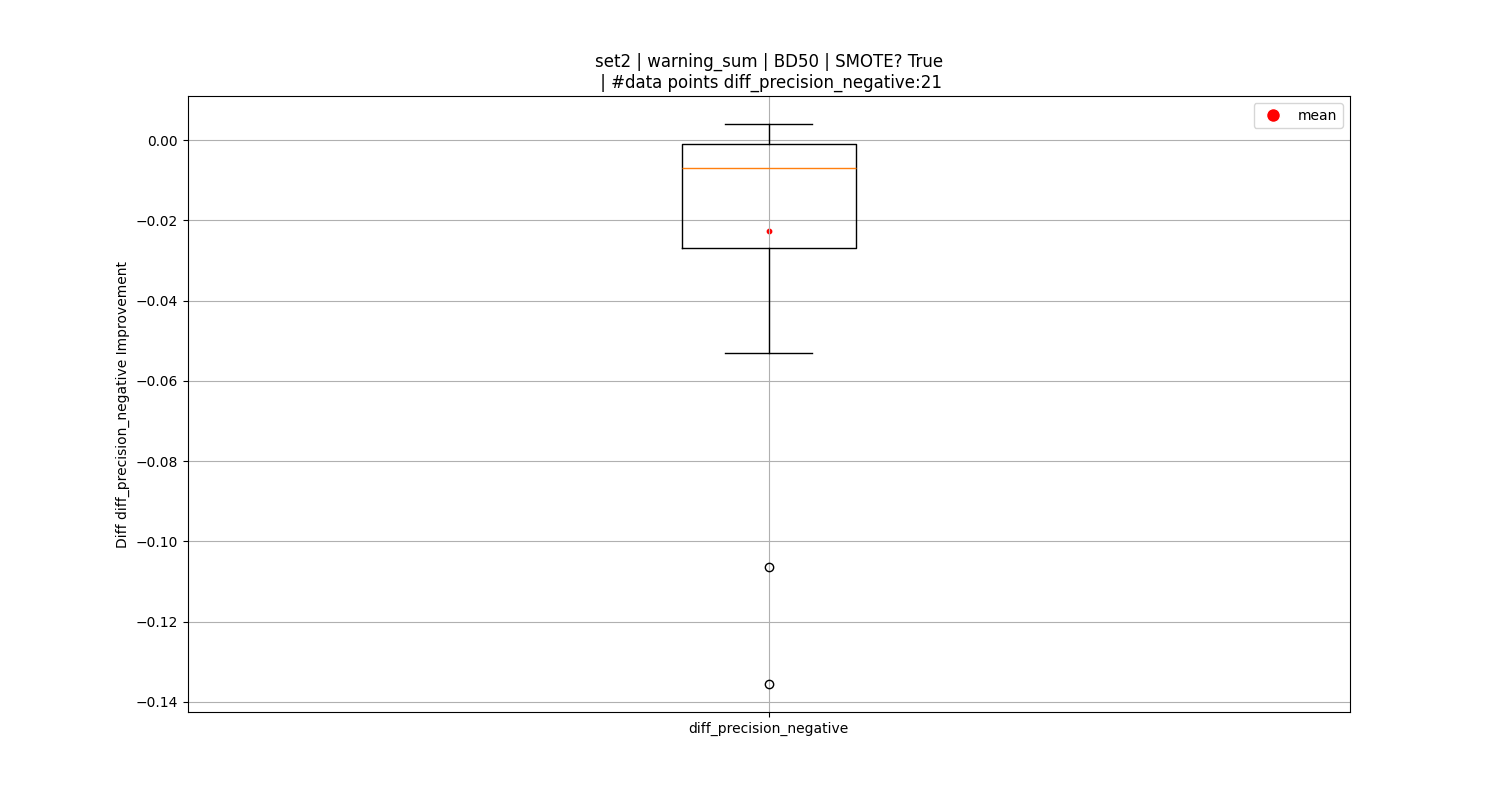 set2 | warning_sum | BD50 | SMOTE? True
| #data points diff_precision_negative:21
mean
0.00
−0.02
−0.04
−0.06
−0.08
−0.10
−0.12
−0.14
Diff diff_precision_negative Improvement
diff_precision_negative